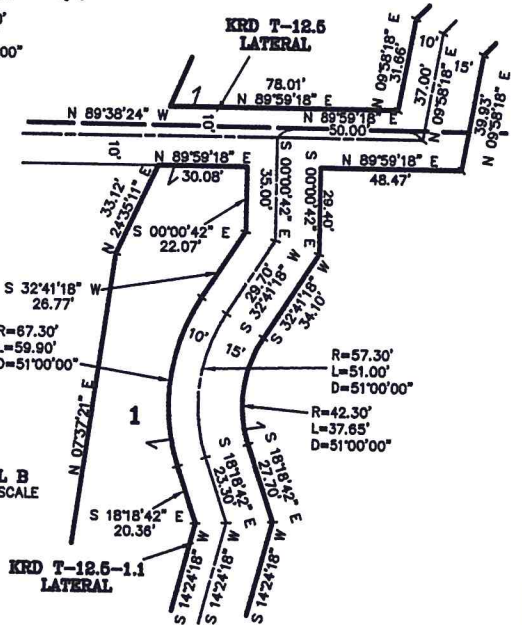 KRD T-12.5
LATERAL
78.01'
N 89°59'18" E
N 09°58'18" E
31.66'
10'
37.00'
N 09°58'18" E
15'
39.93'
N 09°58'18" E
N 89°38'24" W
10'
N 89°59'18" E
50.00'
10'
N 89°59'18" E
30.08'
S 00°00'42" E
35.00'
S 00°00'42" E
29.40'
N 89°59'18" E
48.47'
33.12'
N 24°35'11" E
S 00°00'42" E
22.07'
S 32°41'18" W
26.77'
29.70'
S 32°41'18" W
S 32°41'18" W
34.10'
R=67.30'
L=59.90'
D=51°00'00"
10'
15'
R=57.30'
L=51.00'
D=51°00'00"
R=42.30'
L=37.65'
D=51°00'00"
N 07°37'21" E
1
S 18°18'42" E
23.30'
S 18°18'42" E
27.70'
L B
SCALE
S 18°18'42" E
20.36'
KRD T-12.5-1.1
LATERAL
S 14°24'18" W
S 14°24'18" W
S 14°24'18" W